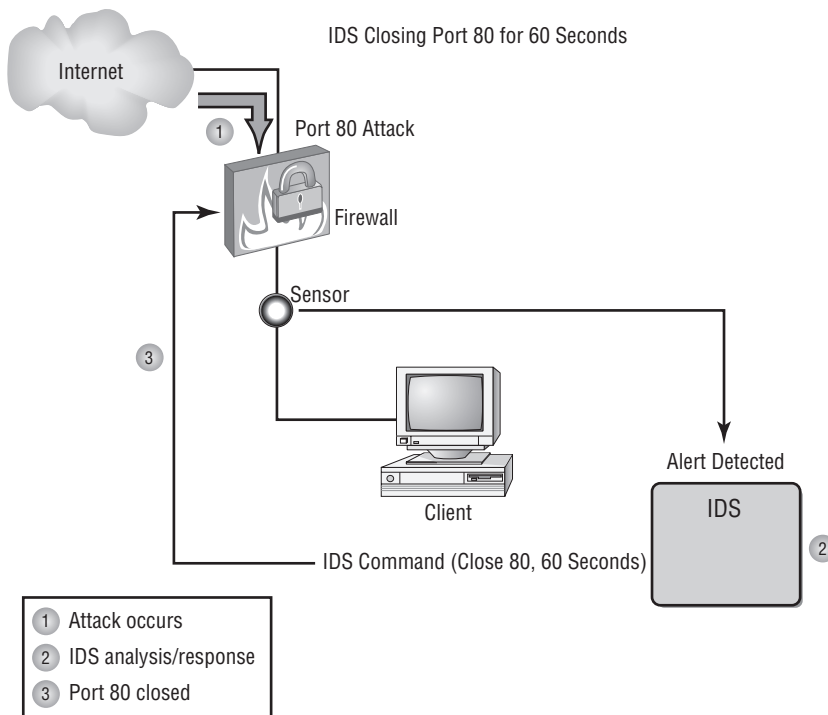 IDS Closing Port 80 for 60 Seconds
Internet
1
Port 80 Attack
Firewall
Sensor
3
Alert Detected
IDS
Client
2
IDS Command (Close 80, 60 Seconds)
1 Attack occurs
2 IDS analysis/response
3 Port 80 closed